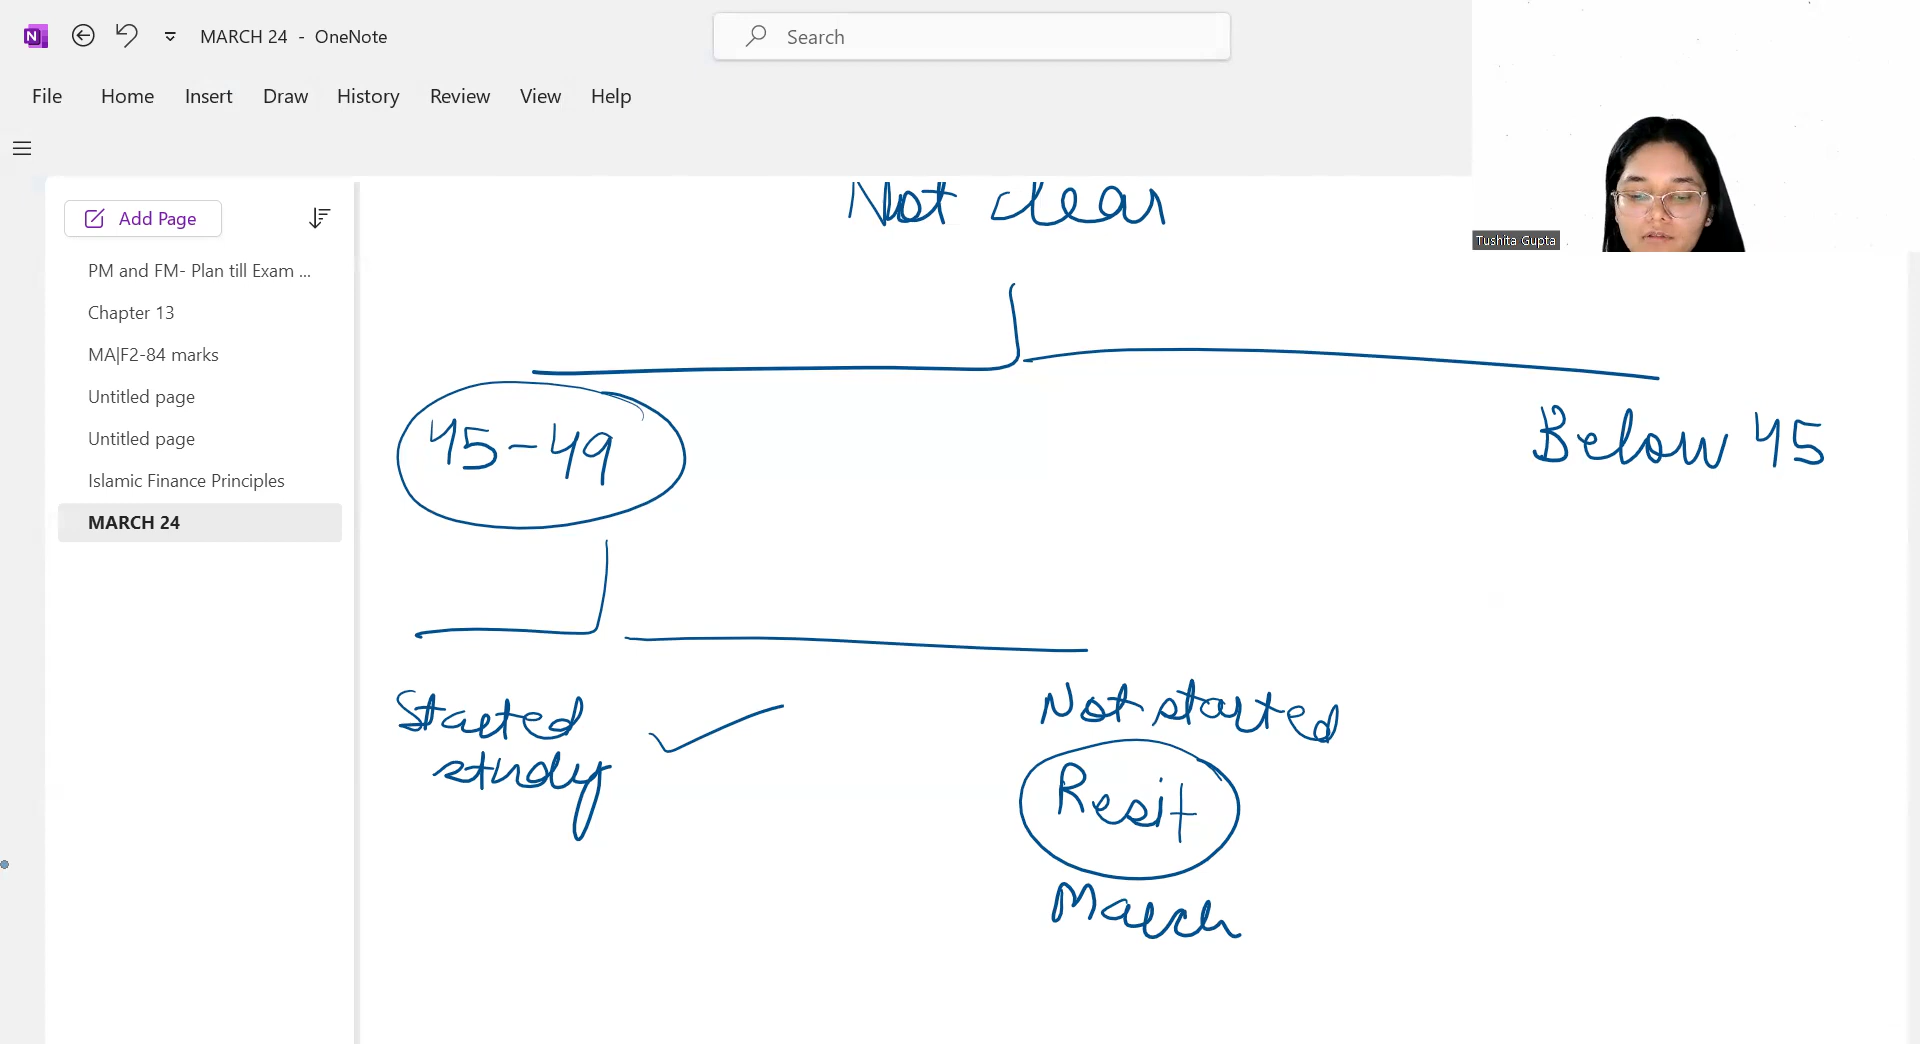 MARCH 24 - OneNote
Search
File Home Insert Draw History Review View Help
Tushita Gupta
Add Page
PM and FM- Plan till Exam ...
Chapter 13
MA|F2-84 marks
Untitled page
Untitled page
Islamic Finance Principles
MARCH 24
Not clear
45-49
Below 45
Started
study
Not started
Resit
March